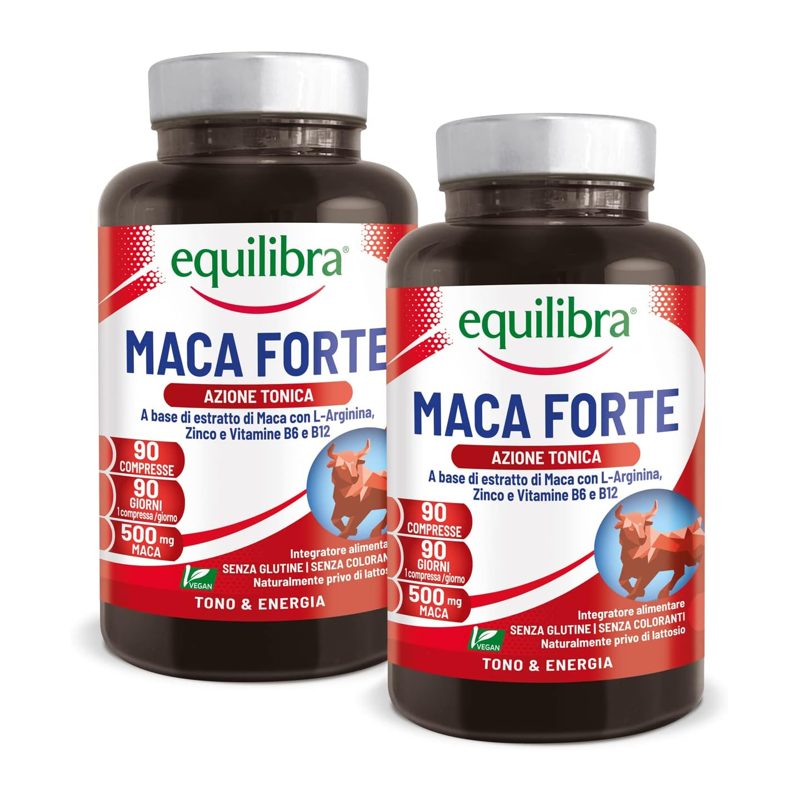 equilibra®
MACA FORTE
AZIONE TONICA
A base di estratto di Maca con L-Arginina,
Zinco e Vitamine B6 e B12
90
COMPRESSE
90
GIORNI
1 compressa/giorno
500 mg
MACA
Integratore alimenta
SENZA GLUTINE | SENZA COLORANT
Naturalmente privo di lattos
VEGAN
TONO & ENERGIA
equilibra®
MACA FORTE
AZIONE TONICA
A base di estratto di Maca con L-Arginina,
Zinco e Vitamine B6 e B12
90
COMPRESSE
90
GIORNI
1 compressa/giorno
500 mg
MACA
Integratore alimentare
SENZA GLUTINE | SENZA COLORANTI
Naturalmente privo di lattosio
VEGAN
TONO & ENERGIA